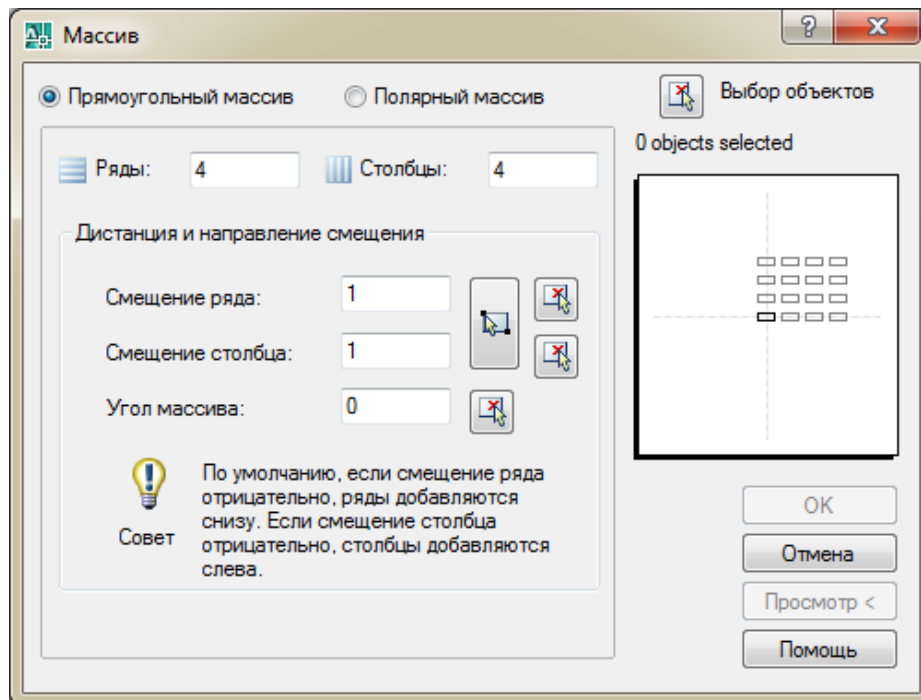 Массив
Прямоугольный массив
Полярный массив
Выбор объектов
0 objects selected
Ряды:
4
Столбцы:
4
Дистанция и направление смещения
Смещение ряда:
1
Смещение столбца:
1
Угол массива:
0
Совет
По умолчанию, если смещение ряда
отрицательно, ряды добавляются
снизу. Если смещение столбца
отрицательно, столбцы добавляются
слева.
OK
Отмена
Просмотр <
Помощь